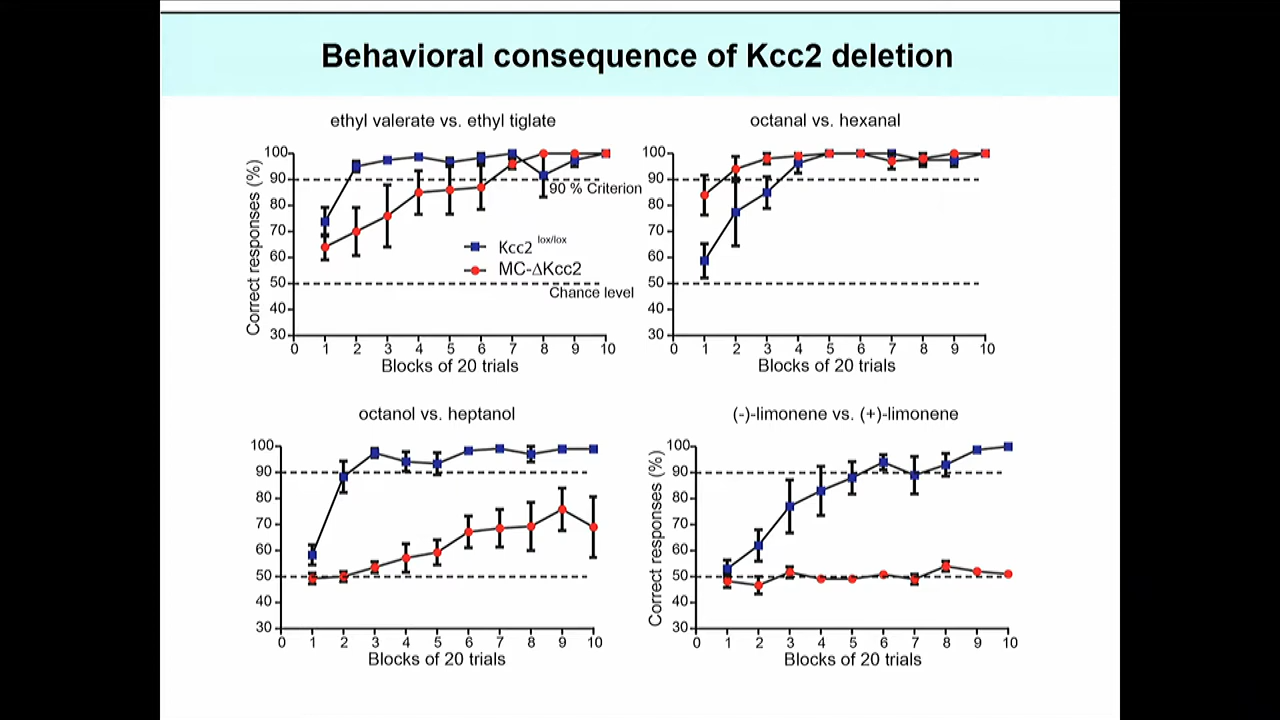 Behavioral consequence of Kcc2 deletion
ethyl valerate vs. ethyl tiglate
Correct responses (%)
100
90
80
70
60
50
40
30
90 % Criterion
Kcc2 lox/lox
MC-ΔKcc2
Chance level
0 1 2 3 4 5 6 7 8 9 10
Blocks of 20 trials
octanal vs. hexanal
100
90
80
70
60
50
40
30
0 1 2 3 4 5 6 7 8 9 10
Blocks of 20 trials
octanol vs. heptanol
100
90
80
70
60
50
40
30
0 1 2 3 4 5 6 7 8 9 10
Blocks of 20 trials
(-)-limonene vs. (+)-limonene
Correct responses (%)
100
90
80
70
60
50
40
30
0 1 2 3 4 5 6 7 8 9 10
Blocks of 20 trials